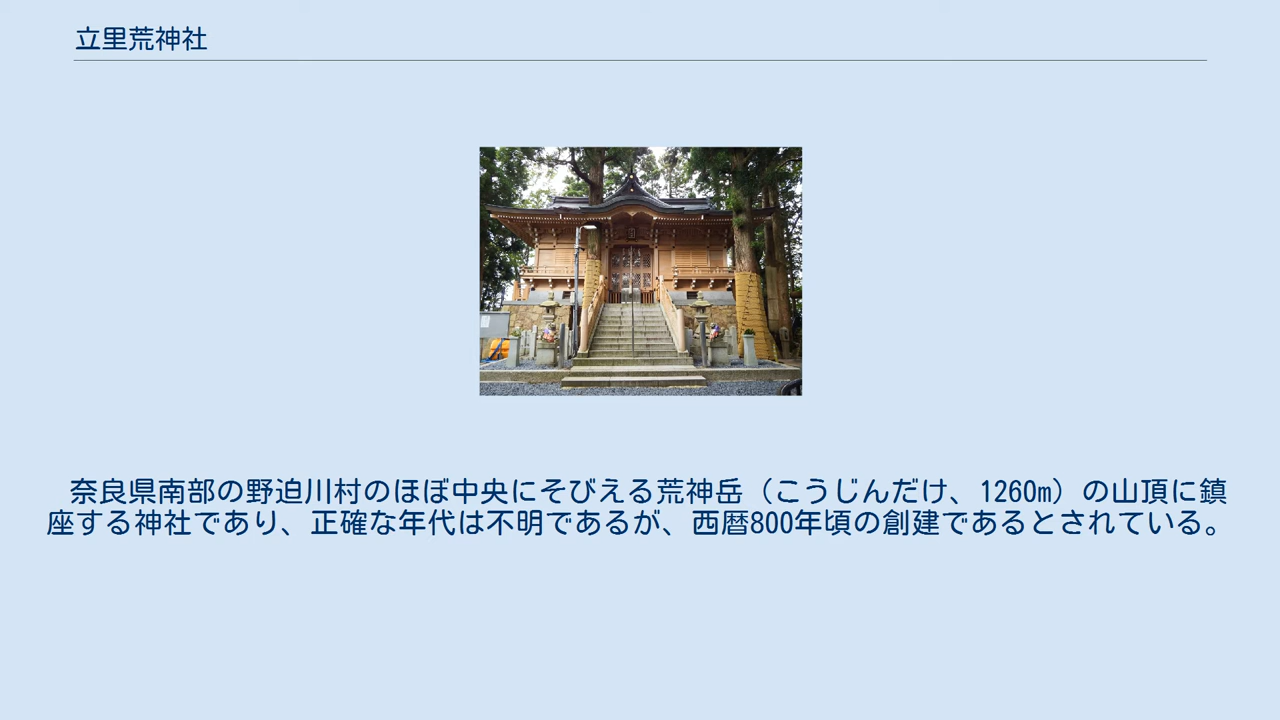 立里荒神社
奈良県南部の野迫川村のほぼ中央にそびえる荒神岳（こうじんだけ、1260m）の山頂に鎮
座する神社であり、正確な年代は不明であるが、西暦800年頃の創建であるとされている。